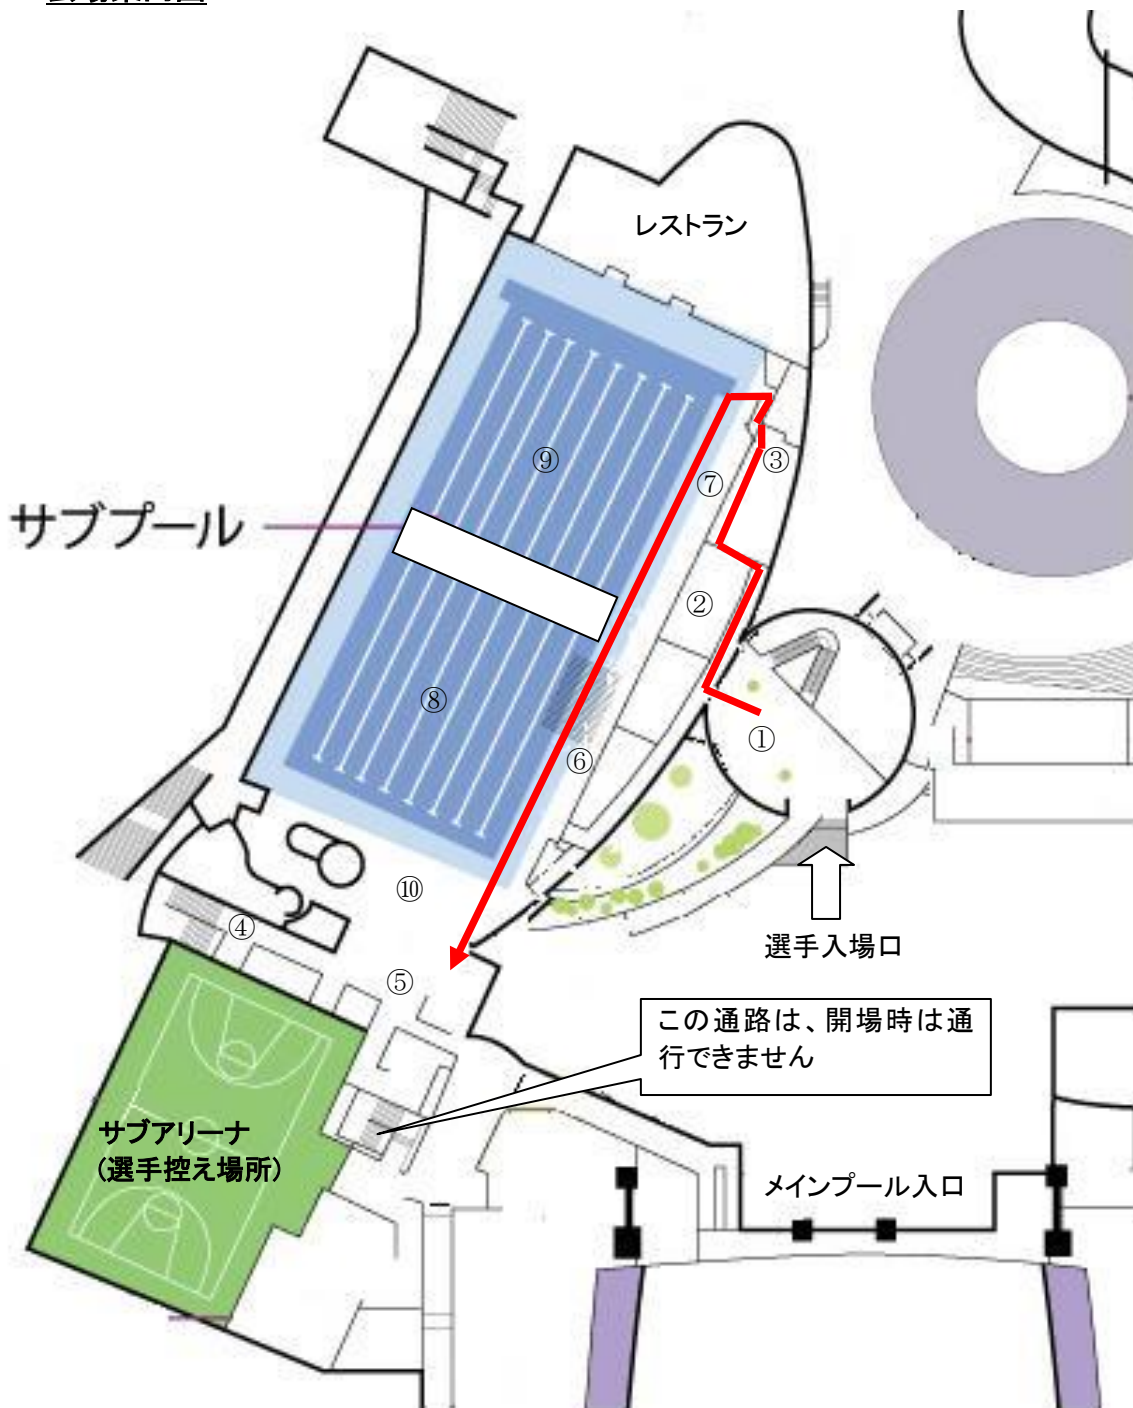 レストラン
⑨
③
⑦
サブプール
②
⑧
①
⑥
⑩
④
選手入場口
⑤
この通路は、開場時は通
行できません
サブアリーナ
(選手控え場所)
メインプール入口